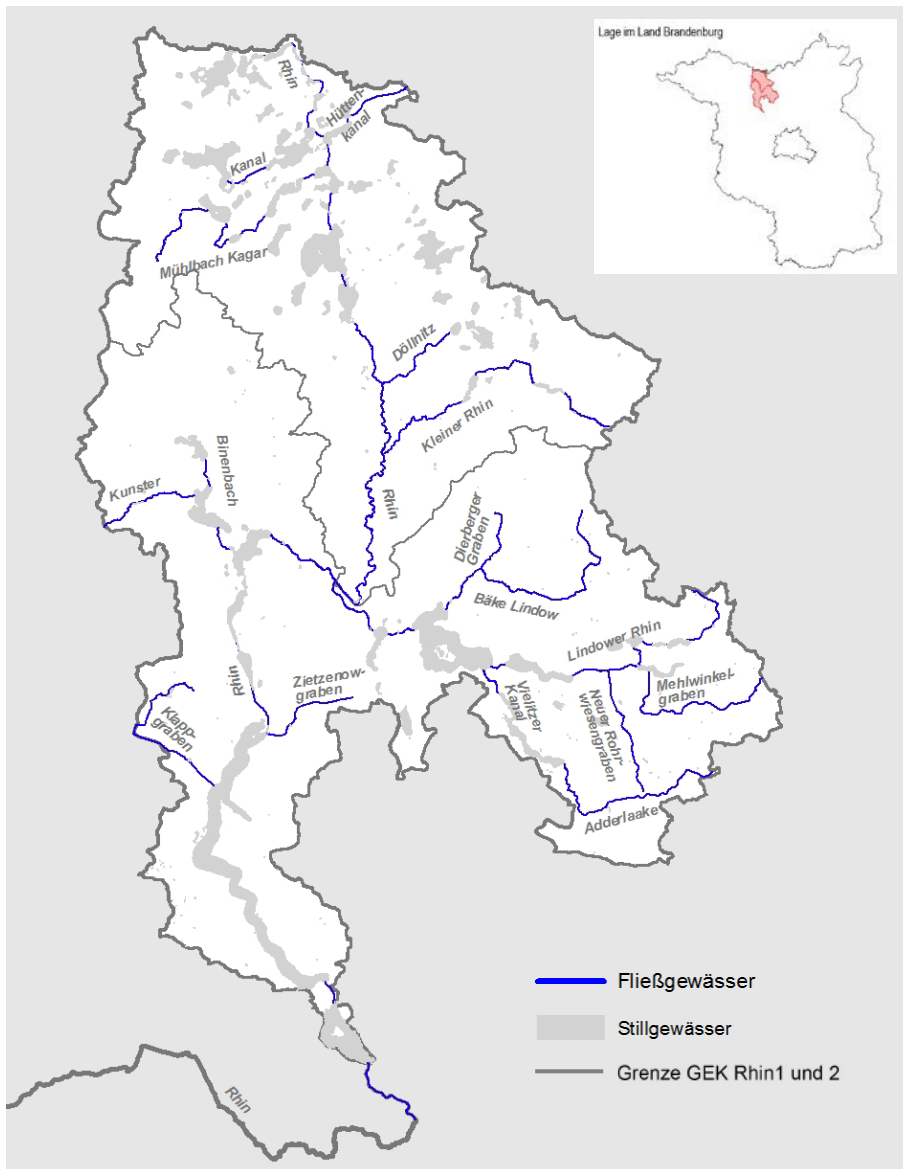 Lage im Land Brandenburg
Rhin
Hütten-
kanal
Kanal
Mühlbach Kagar
Döllnitz
Kleiner Rhin
Binenbach
Kunster
Rhin
Dierberger
Graben
Bäke Lindow
Lindower Rhin
Rhin
Zietzenow-
graben
Vielitzer
Kanal
Neuer Rohr-
wiesengraben
Mehlwinkel-
graben
Klapp-
graben
Adderlaake
Fließgewässer
Stillgewässer
Grenze GEK Rhin1 und 2
Rhin